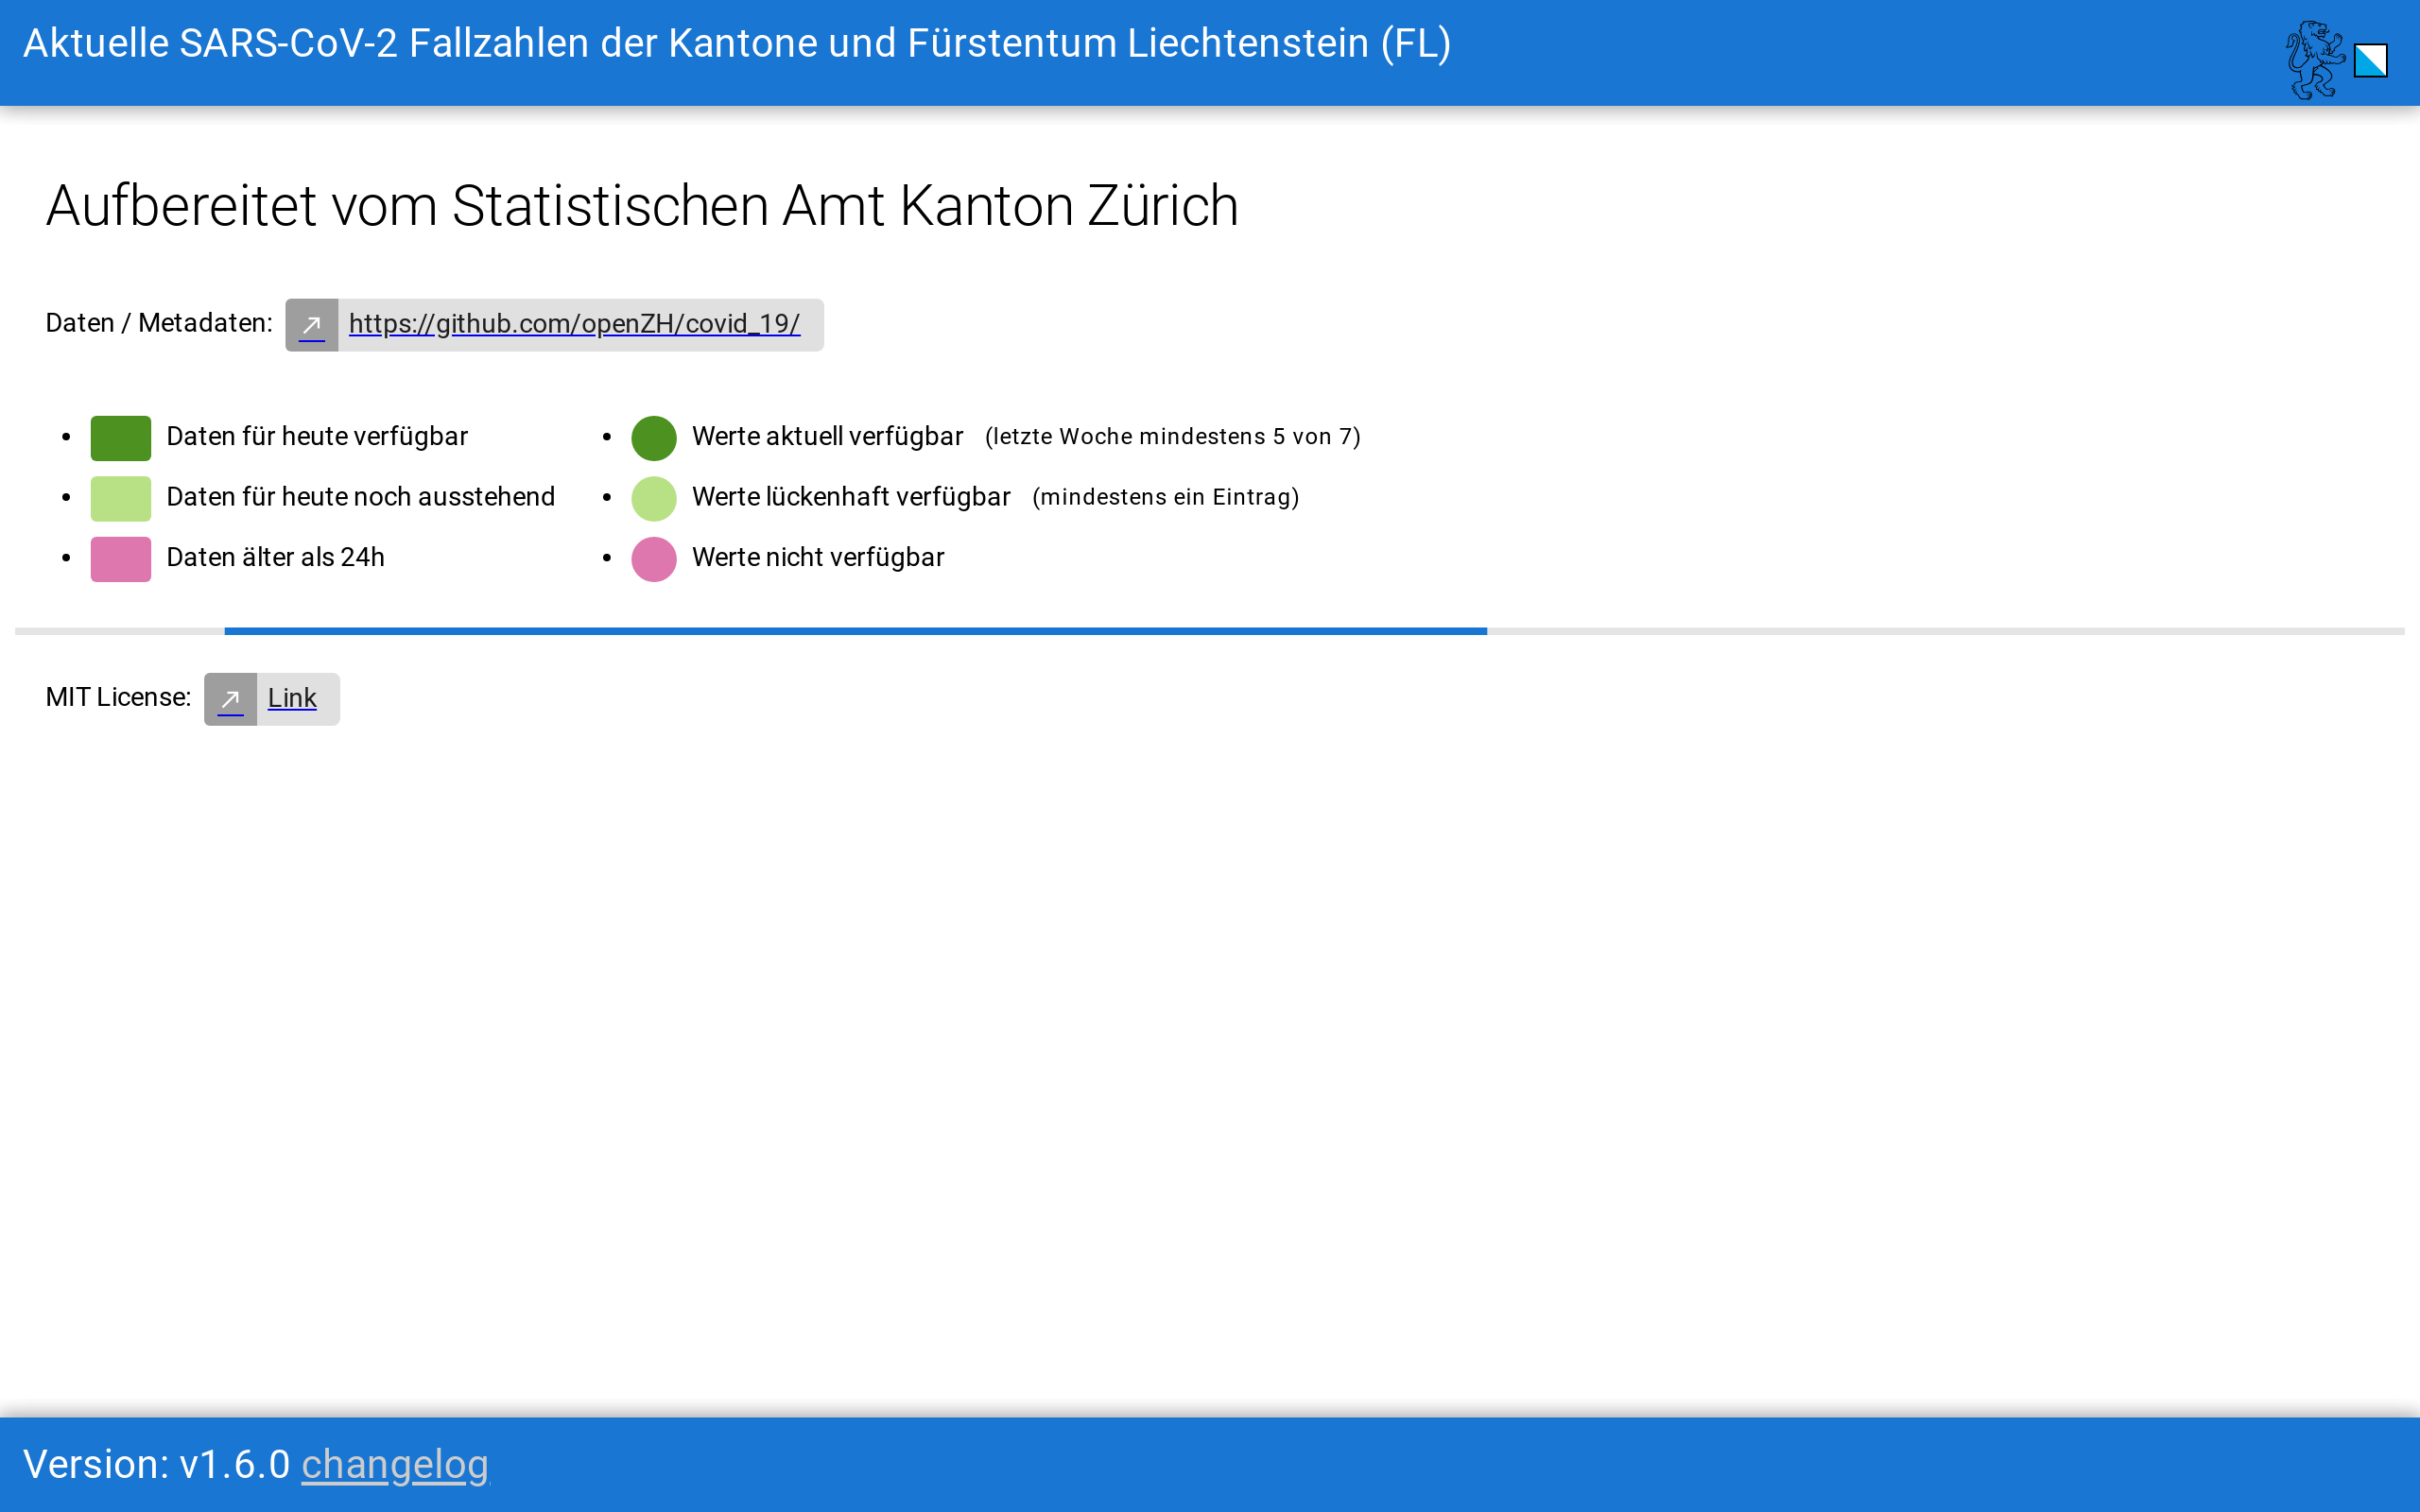 Aktuelle SARS-CoV-2 Fallzahlen der Kantone und Fürstentum Liechtenstein (FL)
Aufbereitet vom Statistischen Amt Kanton Zürich
Daten / Metadaten: https://github.com/openZH/covid_19/
Daten für heute verfügbar
Daten für heute noch ausstehend
Daten älter als 24h
Werte aktuell verfügbar (letzte Woche mindestens 5 von 7)
Werte lückenhaft verfügbar (mindestens ein Eintrag)
Werte nicht verfügbar
MIT License: Link
Version: v1.6.0 changelog